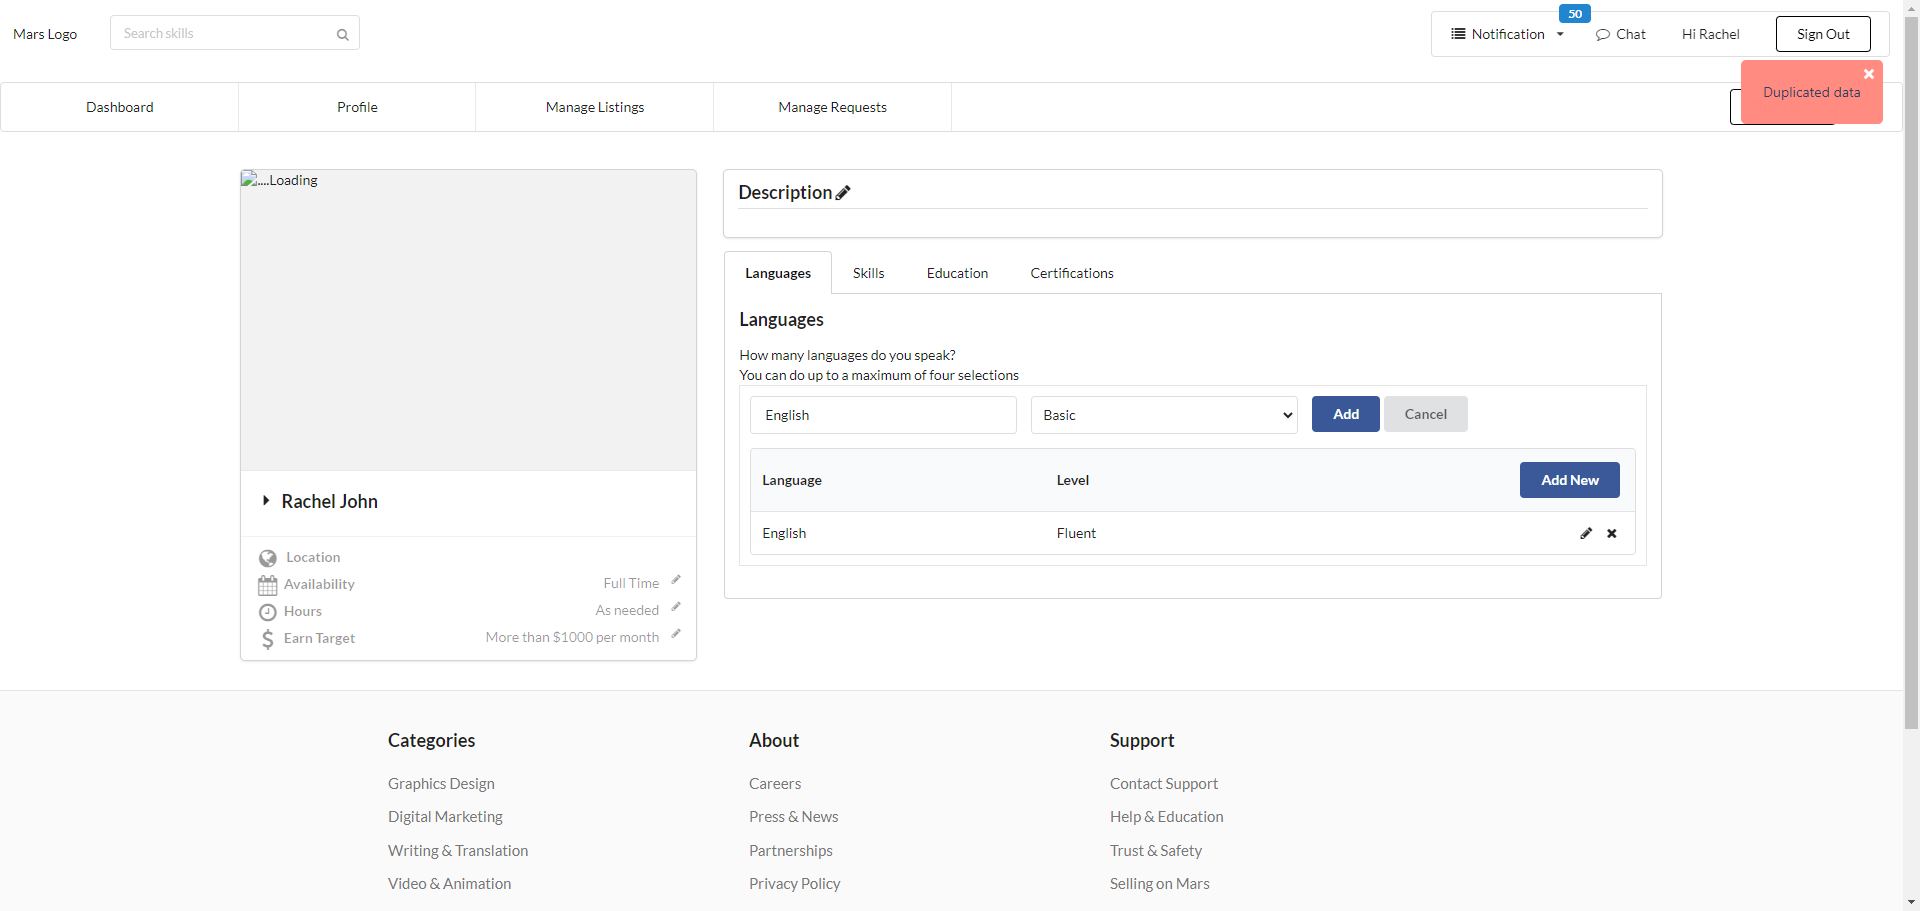 Mars Logo
Search skills
50
Notification
Chat
Hi Rachel
Sign Out
Duplicated data
Dashboard
Profile
Manage Listings
Manage Requests
....Loading
Rachel John
Location
Availability
Full Time
Hours
As needed
Earn Target
More than $1000 per month
Description
Languages
Skills
Education
Certifications
Languages
How many languages do you speak?
You can do up to a maximum of four selections
English
Basic
Add
Cancel
Language
Level
Add New
English
Fluent
Categories
Graphics Design
Digital Marketing
Writing & Translation
Video & Animation
About
Careers
Press & News
Partnerships
Privacy Policy
Support
Contact Support
Help & Education
Trust & Safety
Selling on Mars